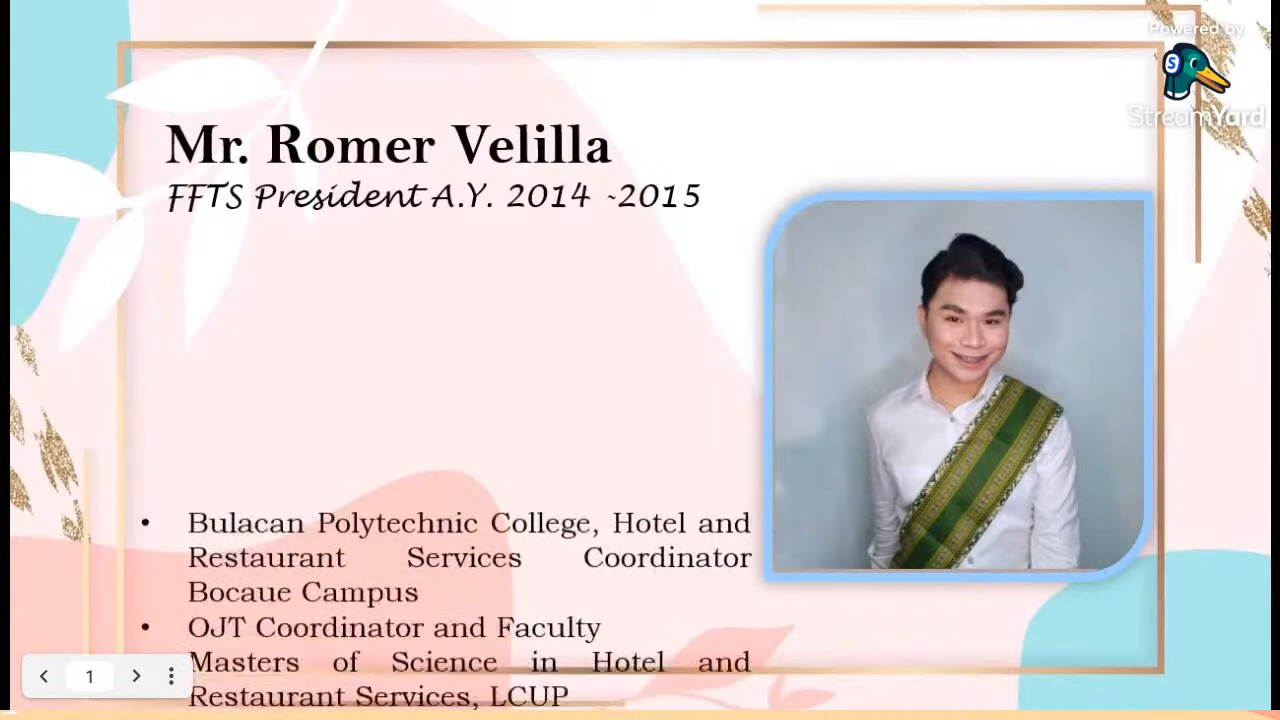 Powered by
S
StreamYard
Mr. Romer Velilla
FFTS President A.Y. 2014 -2015
• Bulacan Polytechnic College, Hotel and
Restaurant Services Coordinator
Bocaue Campus
• OJT Coordinator and Faculty
Masters of Science in Hotel and
Restaurant Services, LCUP
1